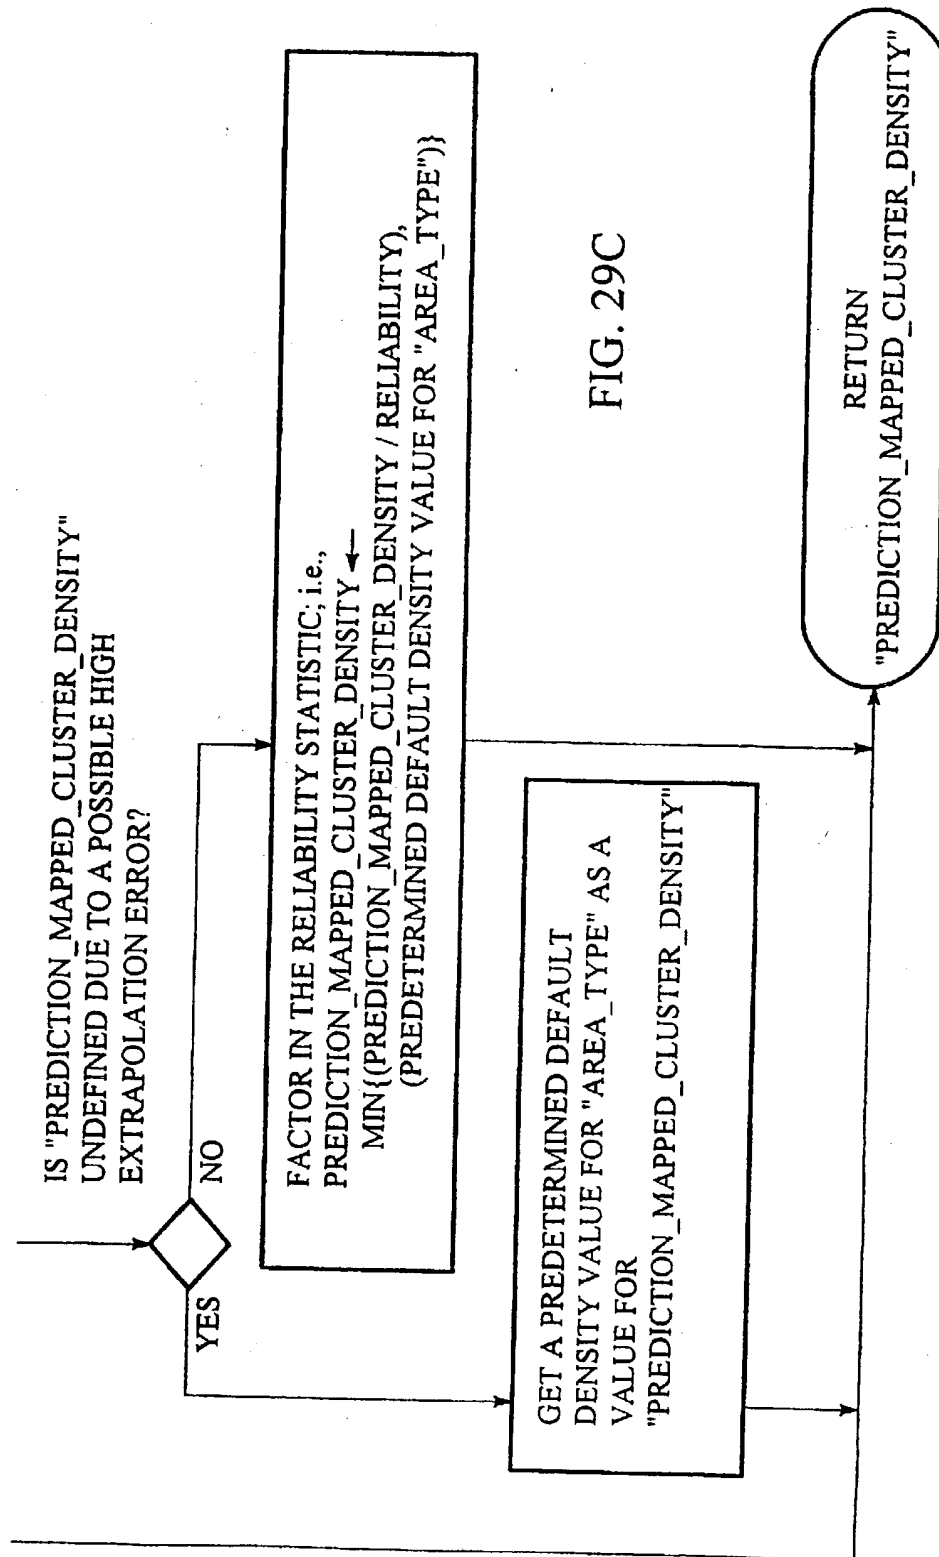 IS "PREDICTION_MAPPED_CLUSTER_DENSITY"
UNDEFINED DUE TO A POSSIBLE HIGH
EXTRAPOLATION ERROR?
YES
NO
FACTOR IN THE RELIABILITY STATISTIC; i.e.,
PREDICTION_MAPPED_CLUSTER_DENSITY ←
MIN{(PREDICTION_MAPPED_CLUSTER_DENSITY / RELIABILITY),
(PREDETERMINED DEFAULT DENSITY VALUE FOR "AREA_TYPE")}
GET A PREDETERMINED DEFAULT
DENSITY VALUE FOR "AREA_TYPE" AS A
VALUE FOR
"PREDICTION_MAPPED_CLUSTER_DENSITY"
FIG. 29C
RETURN
"PREDICTION_MAPPED_CLUSTER_DENSITY"